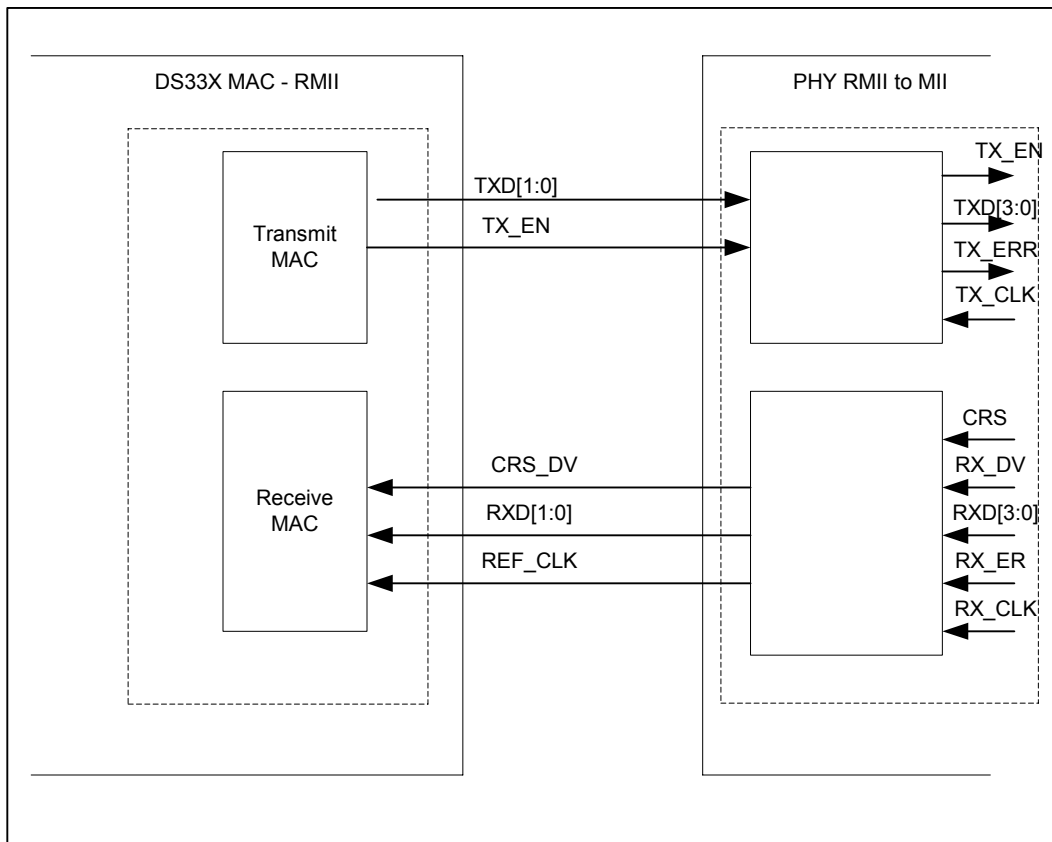 DS33X MAC - RMII
PHY RMII to MII
Transmit
MAC
TXD[1:0]
TX_EN
TX_EN
TXD[3:0]
TX_ERR
TX_CLK
Receive
MAC
CRS_DV
RXD[1:0]
REF_CLK
CRS
RX_DV
RXD[3:0]
RX_ER
RX_CLK